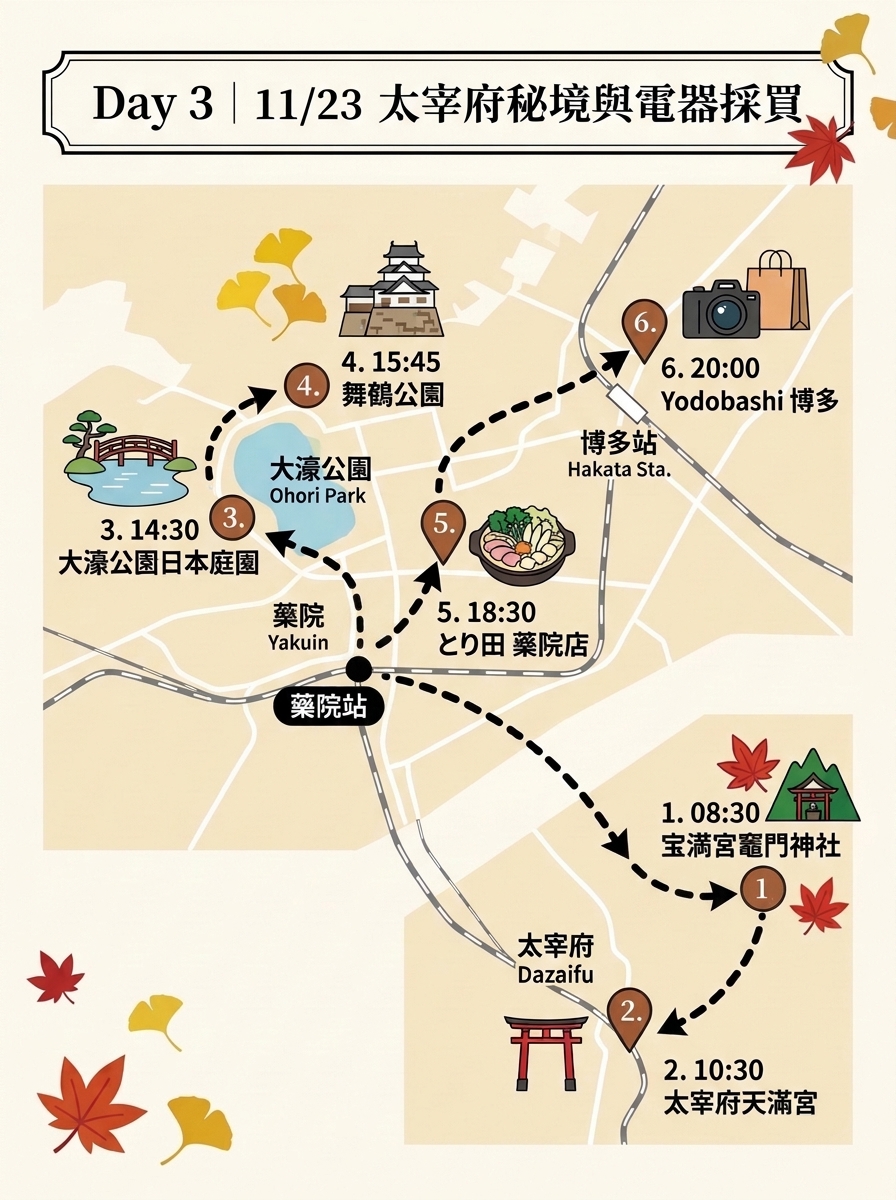 Day 3 | 11/23 太宰府秘境與電器採買
4. 15:45
舞鶴公園
4.
6.
6. 20:00
Yodobashi 博多
博多站
Hakata Sta.
大濠公園
Ohori Park
3.
3. 14:30
大濠公園日本庭園
5.
5. 18:30
とり田 藥院店
藥院
Yakuin
藥院站
1. 08:30
宝満宮竈門神社
1
太宰府
Dazaifu
2.
2. 10:30
太宰府天滿宮